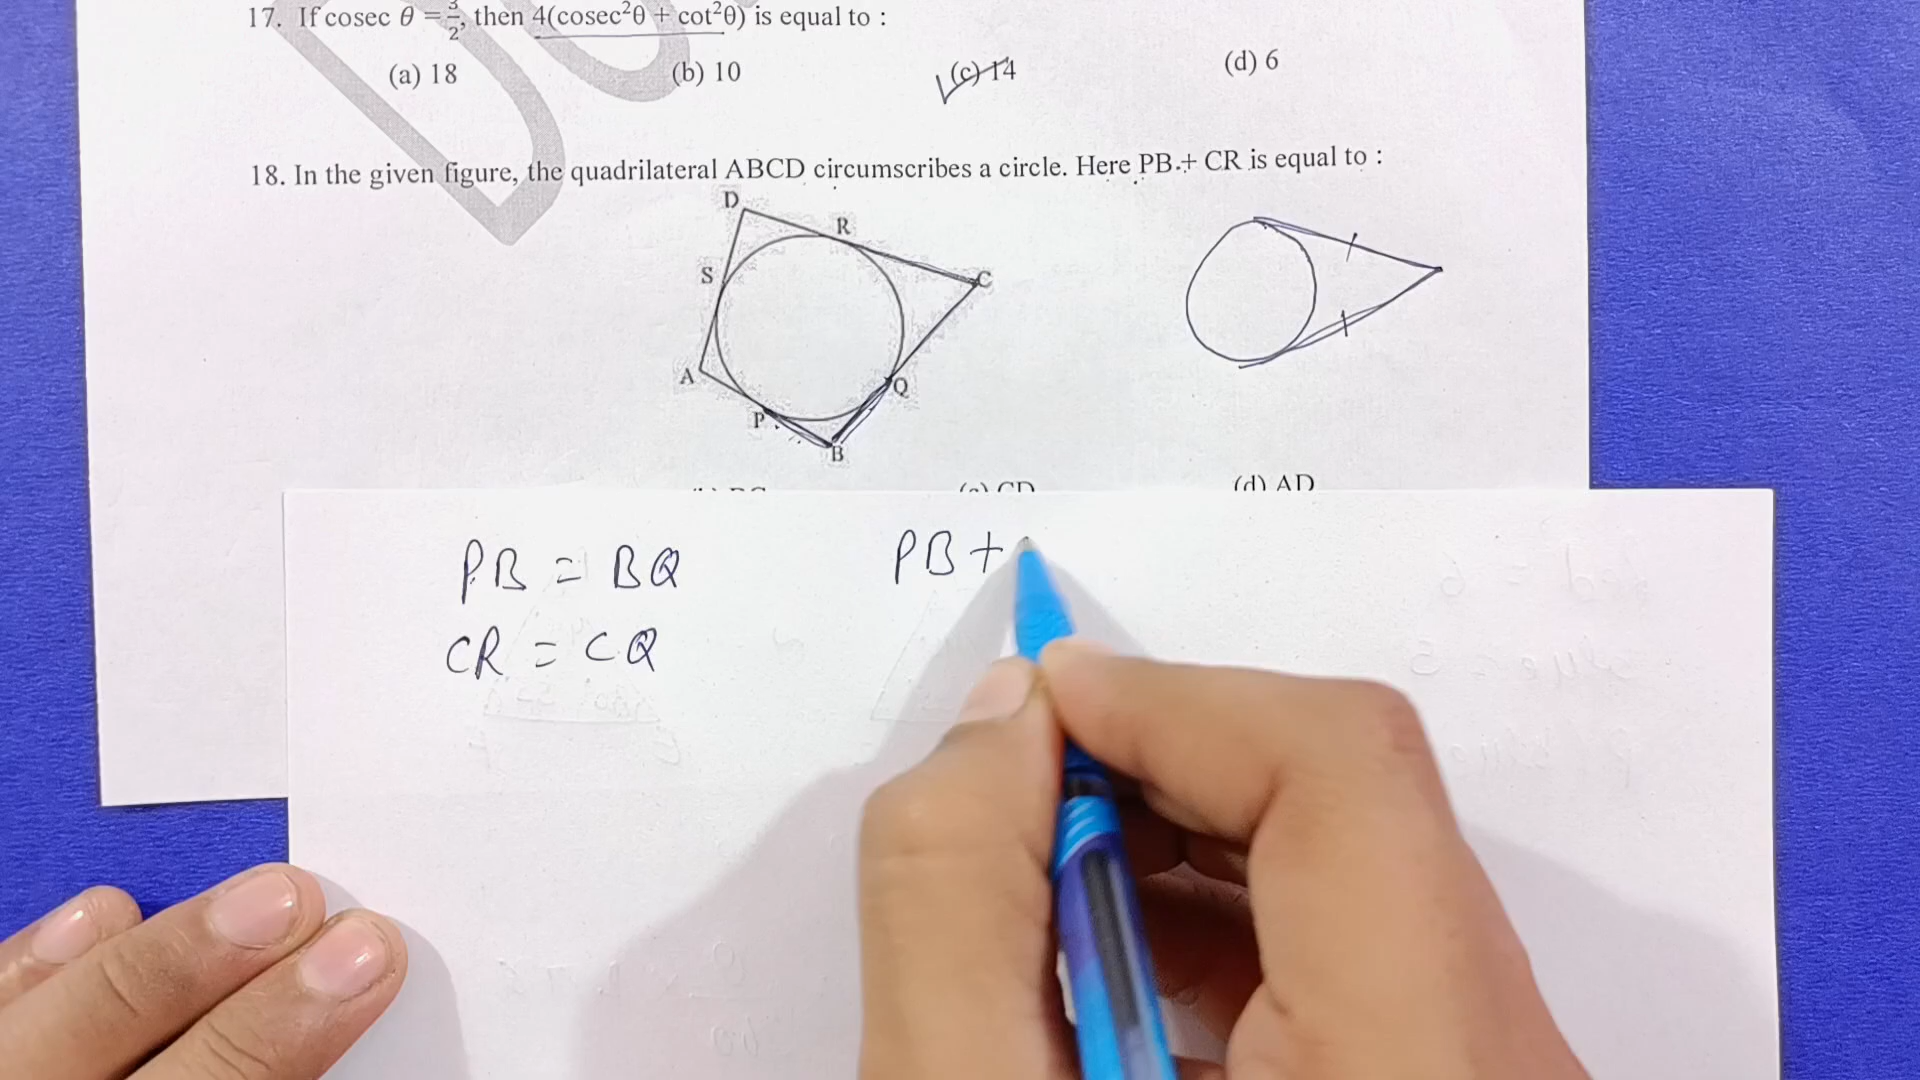 17. If cosec θ = 3/2, then 4(cosec²θ + cot²θ) is equal to :
(a) 18 (b) 10 (c) 14 (d) 6
18. In the given figure, the quadrilateral ABCD circumscribes a circle. Here PB + CR is equal to :
D
R
S
C
A
Q
P
B
(c) CD (d) AD
PB = BQ PB +
CR = CQ